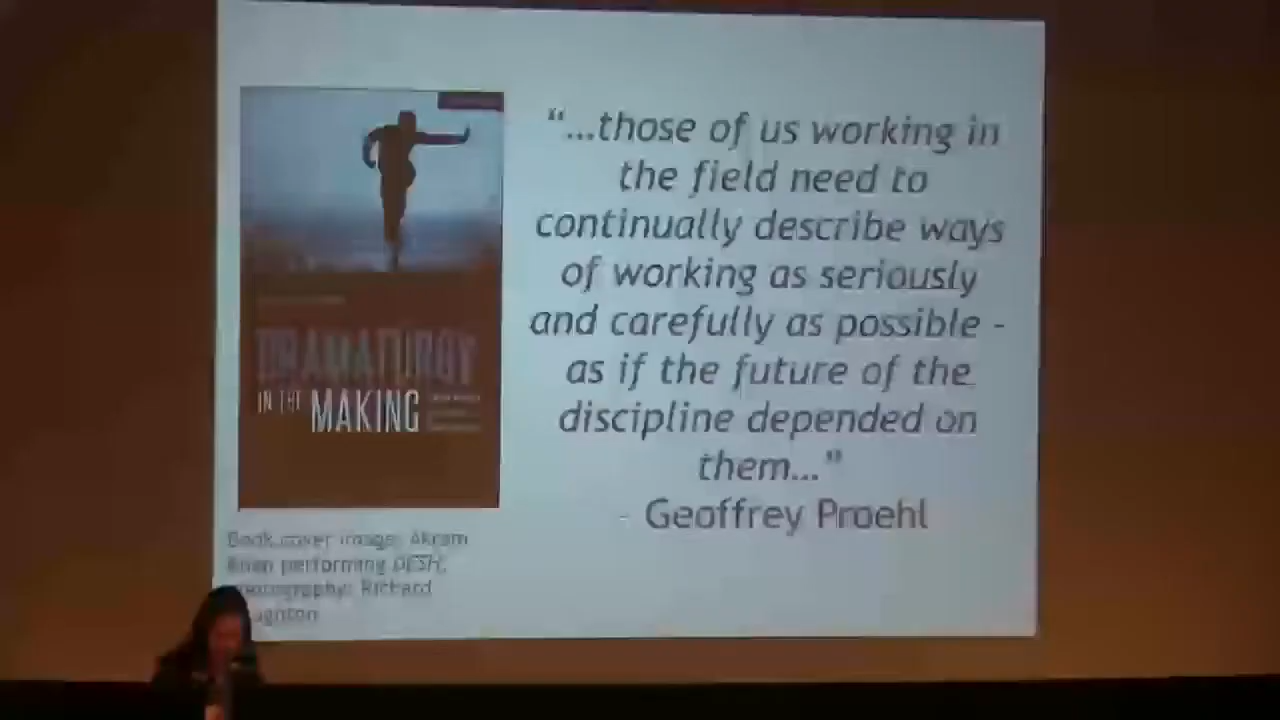 DRAMATURGY
IN THE MAKING
“...those of us working in
the field need to
continually describe ways
of working as seriously
and carefully as possible -
as if the future of the
discipline depended on
them...”
- Geoffrey Proehl
Book cover image: Akram
Khan performing DESH,
photography: Richard